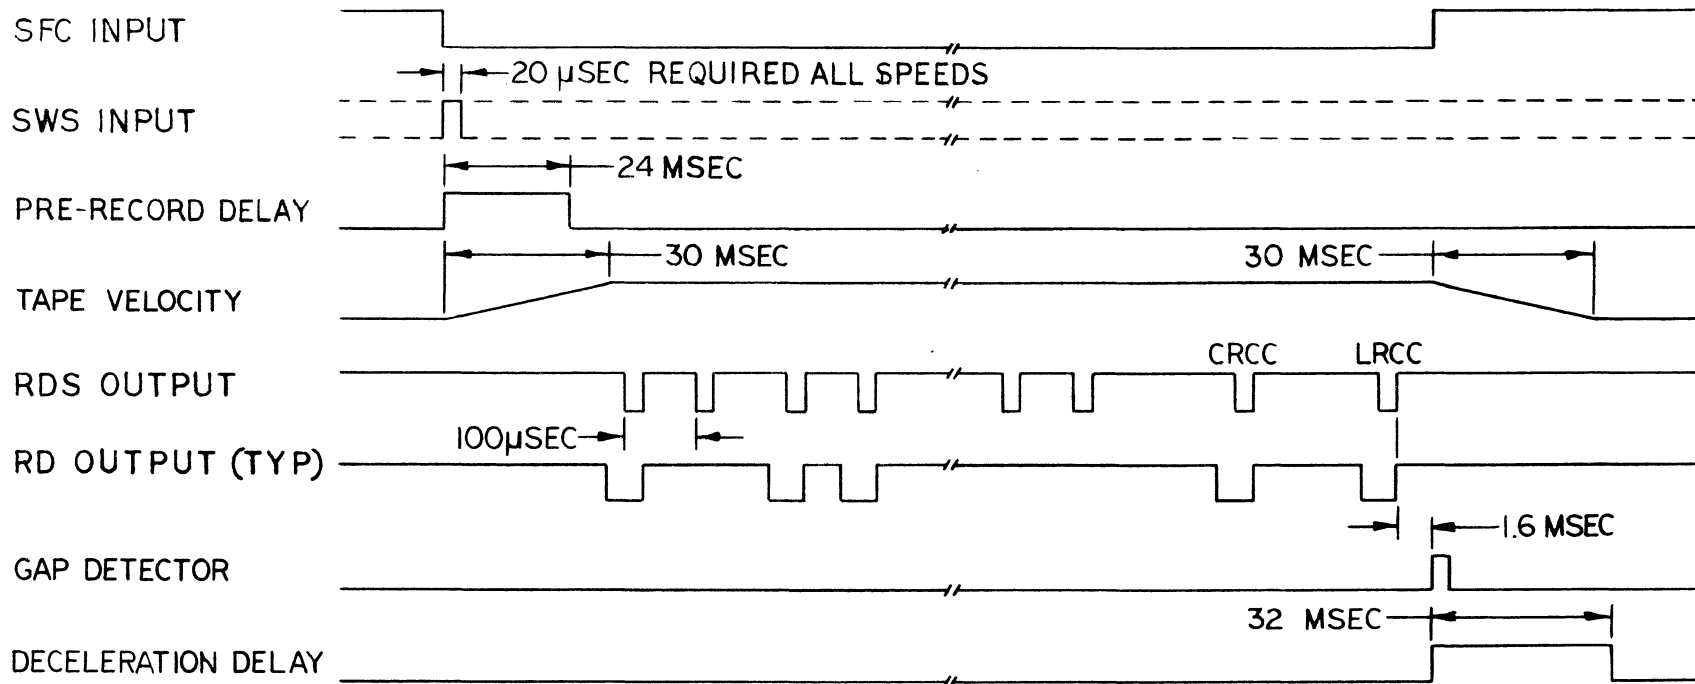 SFC INPUT
20 µSEC REQUIRED ALL SPEEDS
SWS INPUT
24 MSEC
PRE-RECORD DELAY
30 MSEC
30 MSEC
TAPE VELOCITY
CRCC
LRCC
RDS OUTPUT
100µSEC
RD OUTPUT (TYP)
1.6 MSEC
GAP DETECTOR
32 MSEC
DECELERATION DELAY